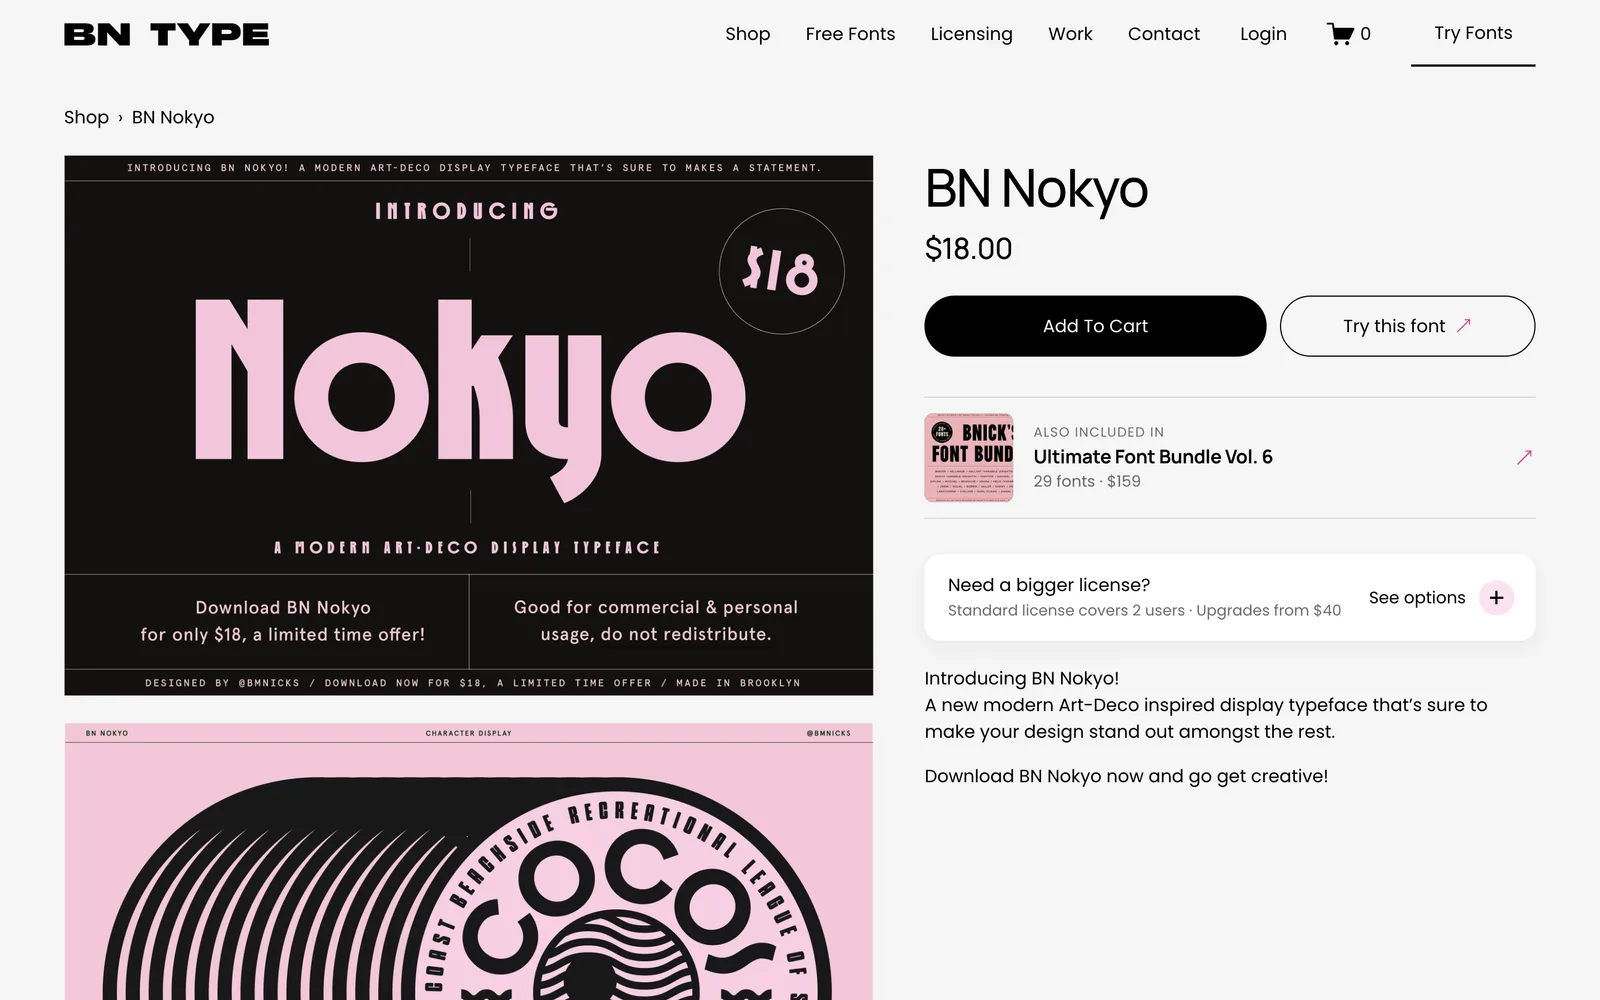 BN TYPE
Shop
Free Fonts
Licensing
Work
Contact
Login
0
Try Fonts
Shop › BN Nokyo
INTRODUCING BN NOKYO! A MODERN ART-DECO DISPLAY TYPEFACE THAT'S SURE TO MAKES A STATEMENT.
INTRODUCING
$18
Nokyo
A MODERN ART-DECO DISPLAY TYPEFACE
Download BN Nokyo
for only $18, a limited time offer!
Good for commercial & personal
usage, do not redistribute.
DESIGNED BY @BMNICKS / DOWNLOAD NOW FOR $18, A LIMITED TIME OFFER / MADE IN BROOKLYN
BN NOKYO
CHARACTER DISPLAY
@BMNICKS
COAST BEACHSIDE RECREATIONAL LEAGUE OF
COCOS
BN Nokyo
$18.00
Add To Cart
Try this font
28+
FONTS
BNICK'S
FONT BUND
ALSO INCLUDED IN
Ultimate Font Bundle Vol. 6
29 fonts · $159
Need a bigger license?
Standard license covers 2 users · Upgrades from $40
See options
Introducing BN Nokyo!
A new modern Art-Deco inspired display typeface that’s sure to
make your design stand out amongst the rest.
Download BN Nokyo now and go get creative!